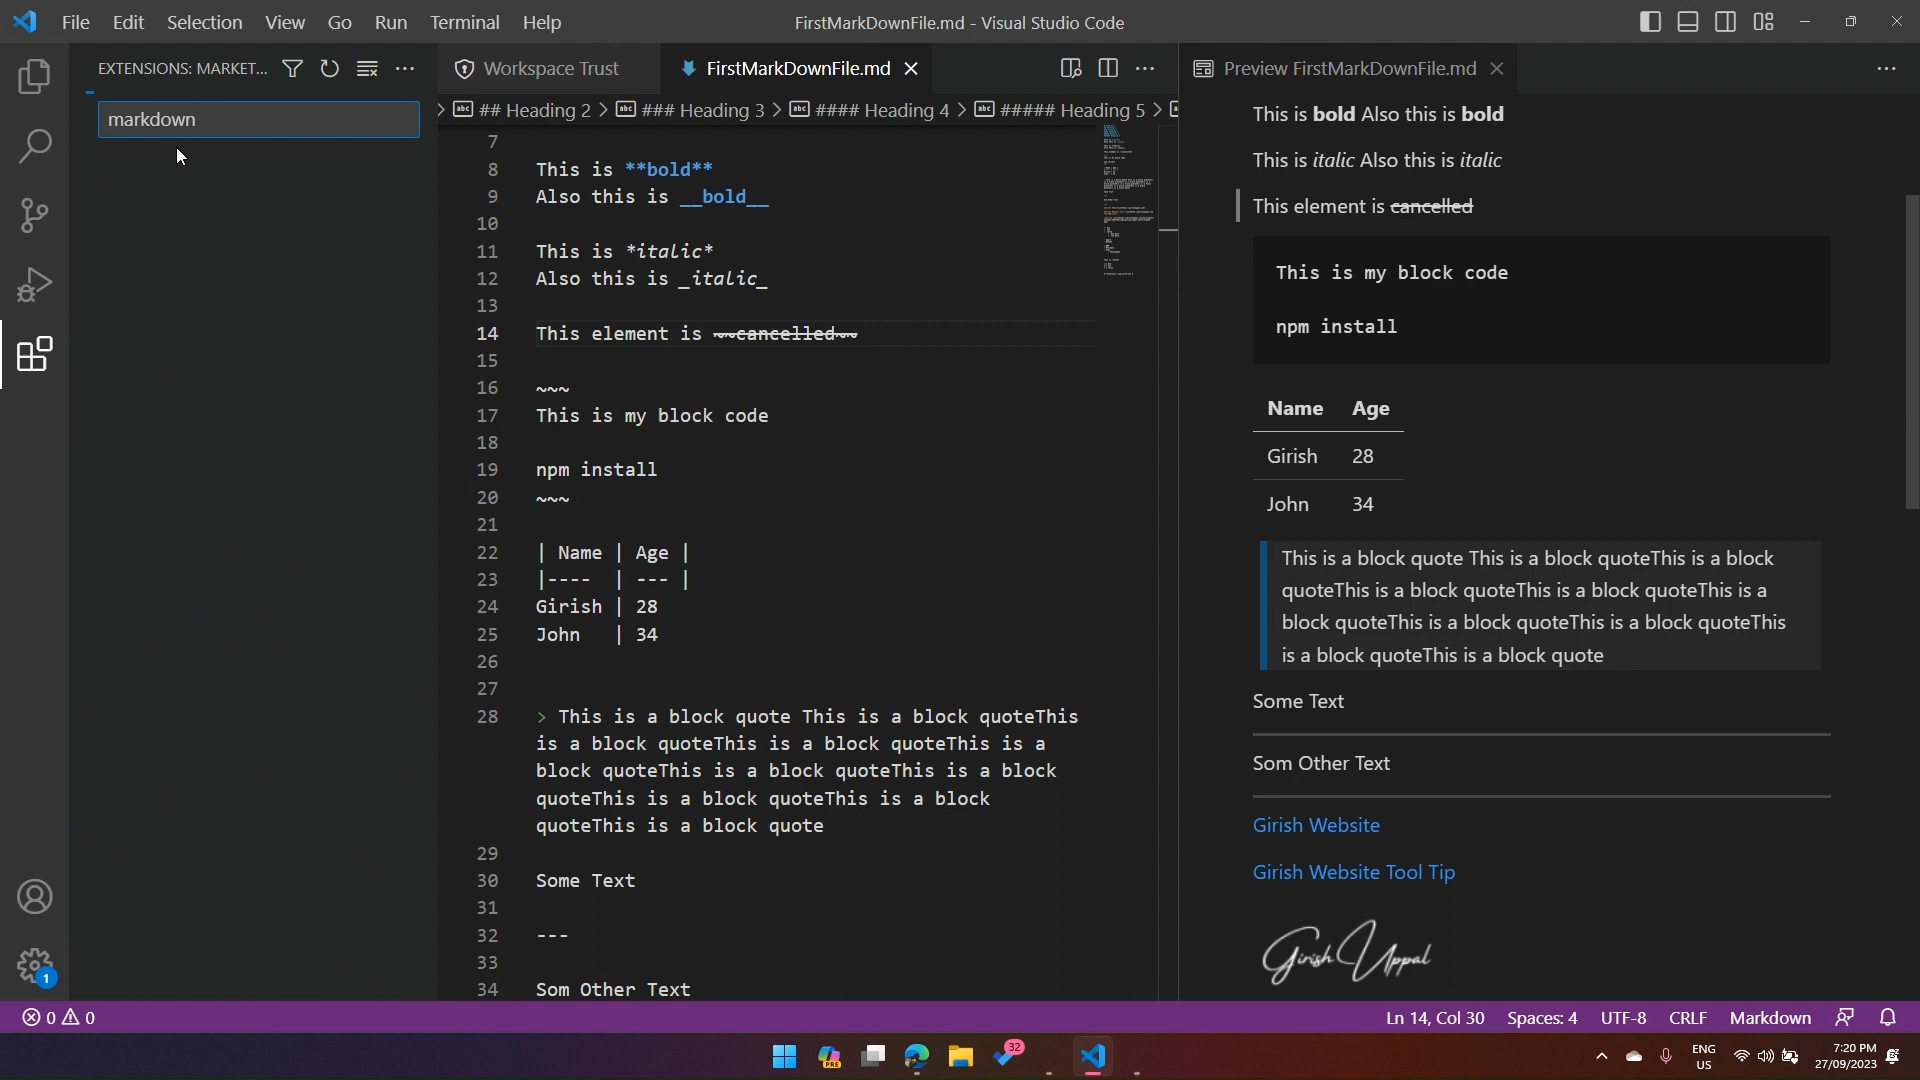 File Edit Selection View Go Run Terminal Help
FirstMarkDownFile.md - Visual Studio Code
EXTENSIONS: MARKET...
markdown
Workspace Trust
FirstMarkDownFile.md
## Heading 2 > ### Heading 3 > #### Heading 4 > ##### Heading 5 >
7
8 This is **bold**
9 Also this is __bold__
10
11 This is *italic*
12 Also this is _italic_
13
14 This element is ~~cancelled~~
15
16 ~~~
17 This is my block code
18
19 npm install
20 ~~~
21
22 | Name | Age |
23 |---- | --- |
24 Girish | 28
25 John | 34
26
27
28 > This is a block quote This is a block quoteThis
is a block quoteThis is a block quoteThis is a
block quoteThis is a block quoteThis is a block
quoteThis is a block quoteThis is a block
quoteThis is a block quote
29
30 Some Text
31
32 ---
33
34 Som Other Text
Preview FirstMarkDownFile.md
This is bold Also this is bold
This is italic Also this is italic
This element is cancelled
This is my block code
npm install
Name Age
Girish 28
John 34
This is a block quote This is a block quoteThis is a block
quoteThis is a block quoteThis is a block quoteThis is a
block quoteThis is a block quoteThis is a block quoteThis
is a block quoteThis is a block quote
Some Text
Som Other Text
Girish Website
Girish Website Tool Tip
Girish Uppal
1
0 0
Ln 14, Col 30 Spaces: 4 UTF-8 CRLF Markdown
PRE
32
ENG
US
7:20 PM
27/09/2023